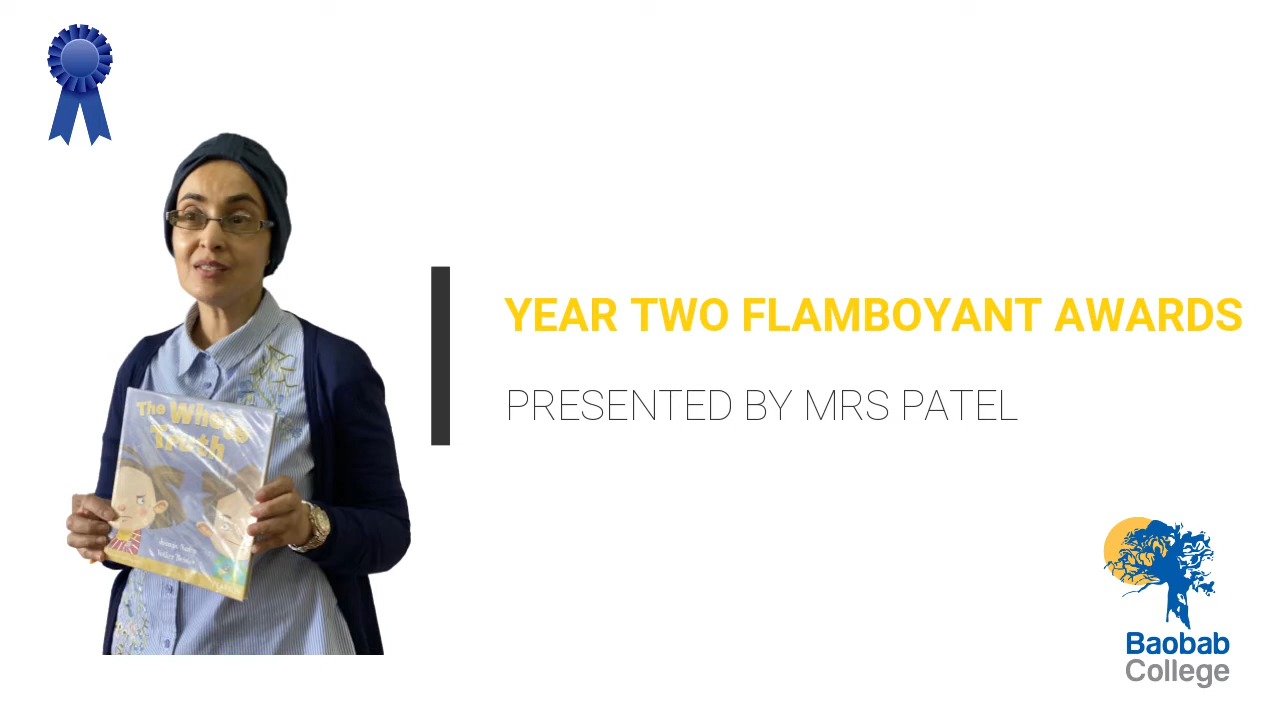 YEAR TWO FLAMBOYANT AWARDS
PRESENTED BY MRS PATEL
The Whole
Truth
Baobab
College